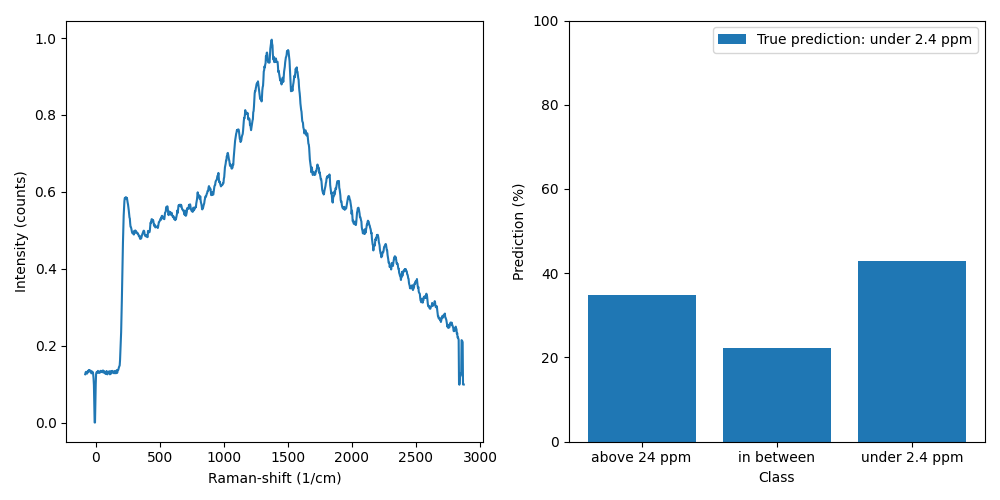 1.0
0.8
0.6
0.4
0.2
0.0
Intensity (counts)
0 500 1000 1500 2000 2500 3000
Raman-shift (1/cm)
100
80
60
40
20
0
Prediction (%)
True prediction: under 2.4 ppm
above 24 ppm in between under 2.4 ppm
Class